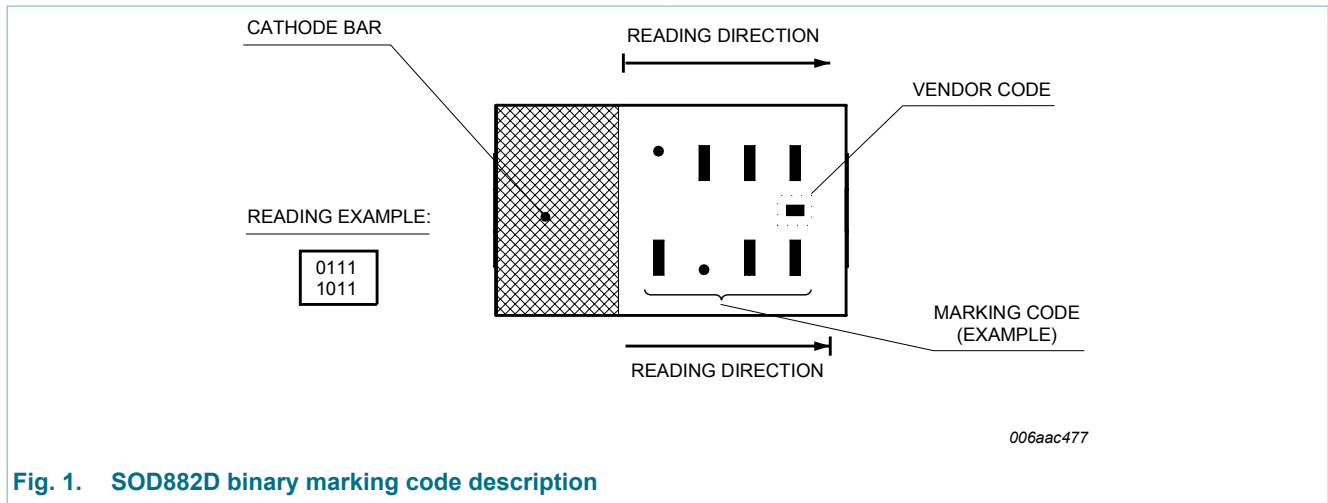 CATHODE BAR
READING DIRECTION
VENDOR CODE
READING EXAMPLE:
0111
1011
MARKING CODE
(EXAMPLE)
READING DIRECTION
006aac477
Fig. 1. SOD882D binary marking code description